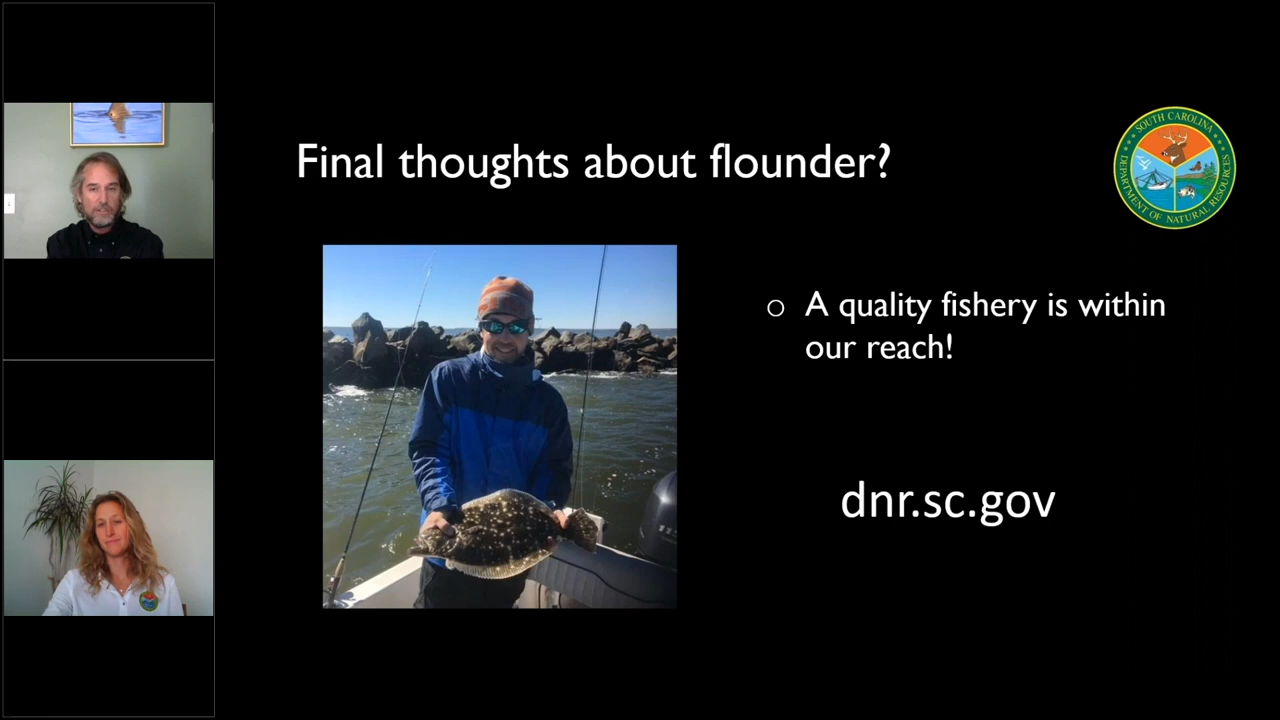 Final thoughts about flounder?
SOUTH CAROLINA
DEPARTMENT OF NATURAL RESOURCES
o A quality fishery is within
our reach!
dnr.sc.gov